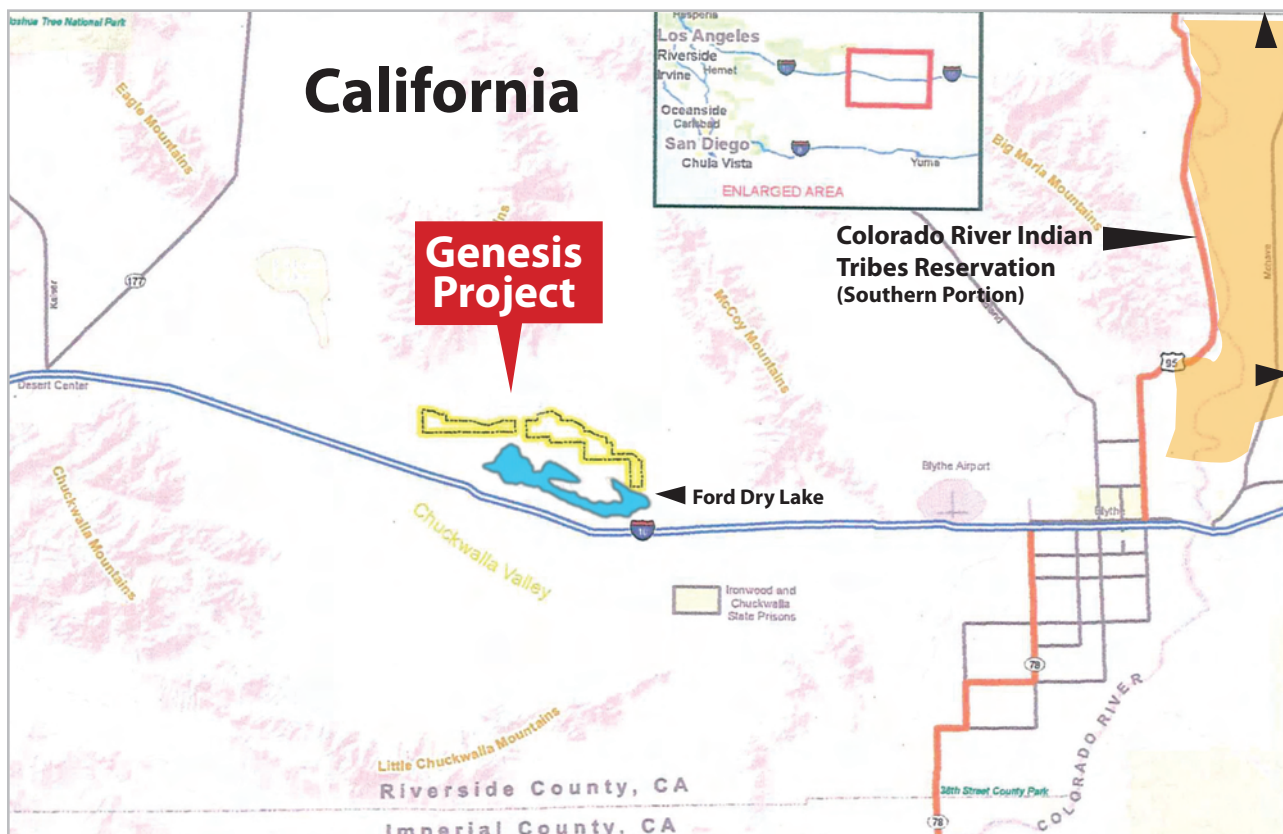 Joshua Tree National Park
Hesperia
Los Angeles
Riverside
Irvine
Hemet
Oceanside
Carlsbad
San Diego
Chula Vista
Yuma
ENLARGED AREA
California
Eagle
Mountains
Big Maria Mountains
Genesis
Project
Colorado River Indian
Tribes Reservation
(Southern Portion)
Mohave
177
Kaiser
McCoy Mountains
95
Desert Center
Blythe Airport
Ford Dry Lake
Blythe
10
Chuckwalla Mountains
Chuckwalla Valley
Ironwood and
Chuckwalla
State Prisons
78
Little Chuckwalla Mountains
COLORADO RIVER
Riverside County, CA
38th Street County Park
Imperial County, CA
78